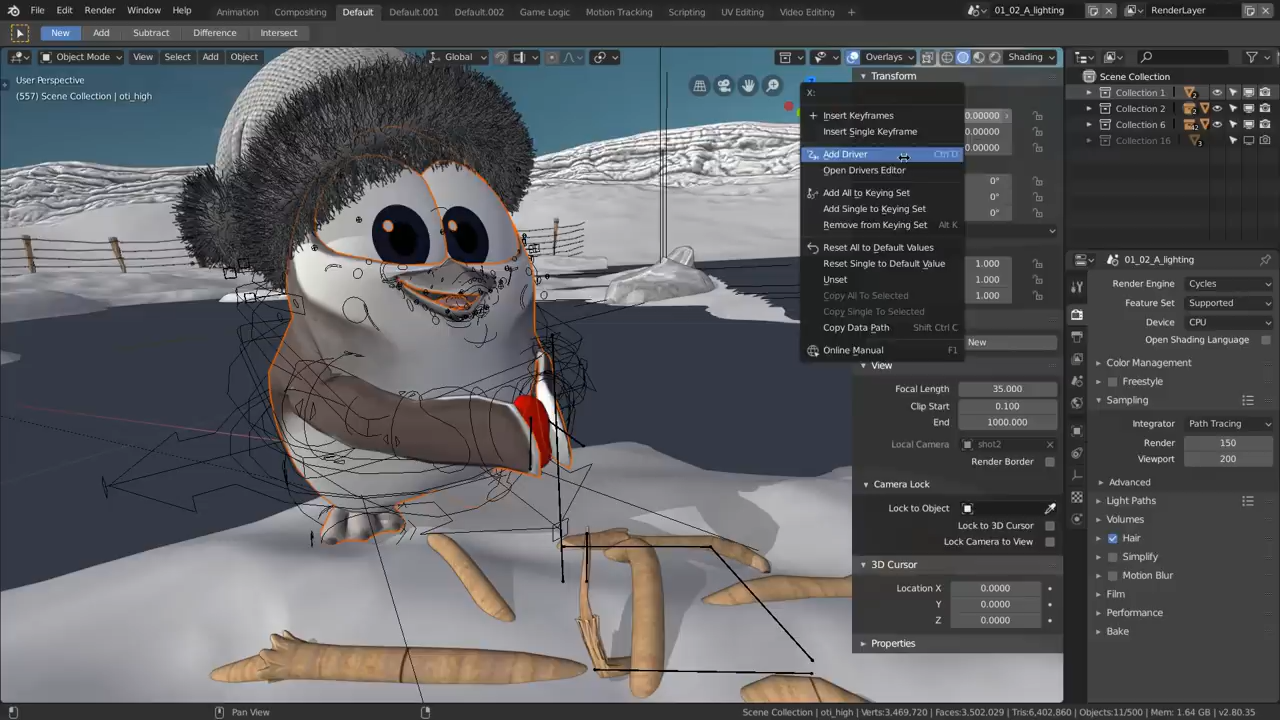 File Edit Render Window Help Animation Compositing Default Default.001 Default.002 Game Logic Motion Tracking Scripting UV Editing Video Editing + 01_02_A_lighting RenderLayer
New Add Subtract Difference Intersect
Object Mode View Select Add Object Global Overlays Shading
User Perspective
(557) Scene Collection | oti_high
Transform
X:
Insert Keyframes
0.00000
Insert Single Keyframe
0.00000
0.00000
Add Driver Ctrl D
Open Drivers Editor
0°
Add All to Keying Set
0°
Add Single to Keying Set
0°
Remove from Keying Set Alt K
Reset All to Default Values
Reset Single to Default Value
1.000
Unset
1.000
Copy All To Selected
1.000
Copy Single To Selected
Copy Data Path Shift Ctrl C
New
Online Manual F1
View
Focal Length 35.000
Clip Start 0.100
End 1000.000
Local Camera shot2
Render Border
Camera Lock
Lock to Object
Lock to 3D Cursor
Lock Camera to View
3D Cursor
Location X 0.0000
Y 0.0000
Z 0.0000
Properties
Scene Collection
Collection 1 2
Collection 2 2
Collection 6 42
Collection 16 3
01_02_A_lighting
Render Engine Cycles
Feature Set Supported
Device CPU
Open Shading Language
Color Management
Freestyle
Sampling
Integrator Path Tracing
Render 150
Viewport 200
Advanced
Light Paths
Volumes
Hair
Simplify
Motion Blur
Film
Performance
Bake
Pan View
Scene Collection | oti_high | Verts:3,469,720 | Faces:3,502,029 | Tris:6,402,860 | Objects:11/500 | Mem: 1.64 GB | v2.80.35